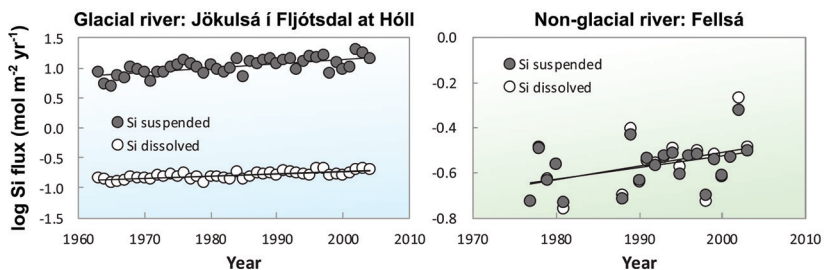 Glacial river: Jökulsá í Fljótsdal at Hóll
log Si flux (mol m⁻² yr⁻¹)
1.5
1.0
0.5
0.0
-0.5
-1.0
-1.5
Si suspended
Si dissolved
1960 1970 1980 1990 2000 2010
Year
Non-glacial river: Fellsá
0.0
-0.2
-0.4
-0.6
-0.8
Si suspended
Si dissolved
1970 1980 1990 2000 2010
Year